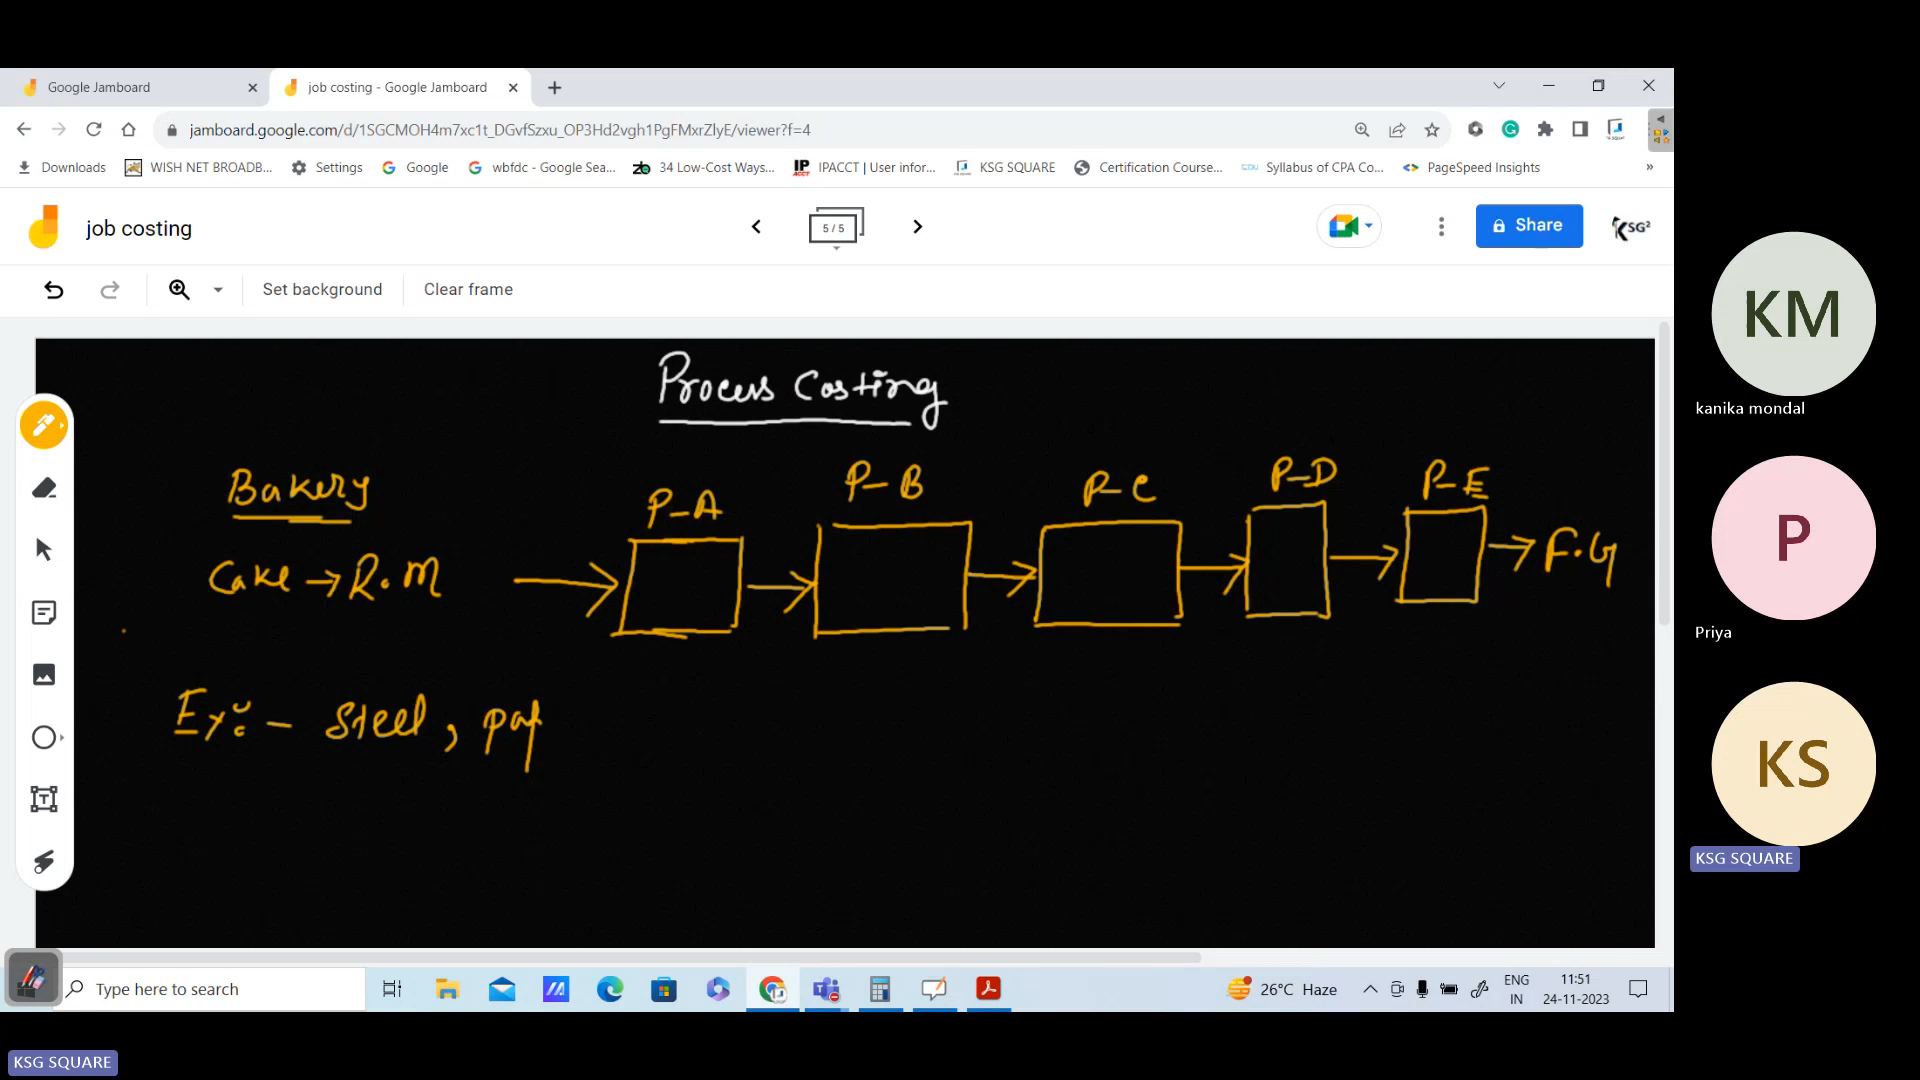 Google Jamboard
job costing - Google Jamboard
jamboard.google.com/d/1SGCMOH4m7xc1t_DGvfSzxu_OP3Hd2vgh1PgFMxrZlyE/viewer?f=4
Downloads WISH NET BROADB... Settings Google wbfdc - Google Sea... 34 Low-Cost Ways... IPACCT | User infor... KSG SQUARE Certification Course... Syllabus of CPA Co... PageSpeed Insights »
job costing
5 / 5
Share
KSG²
Set background Clear frame
Process Costing
Bakery
P-A P-B P-C P-D P-E
Cake → R.M
F.G
Ex:- Steel, pap
KM
kanika mondal
P
Priya
KS
KSG SQUARE
Type here to search
26°C Haze
ENG
IN
11:51
24-11-2023
KSG SQUARE